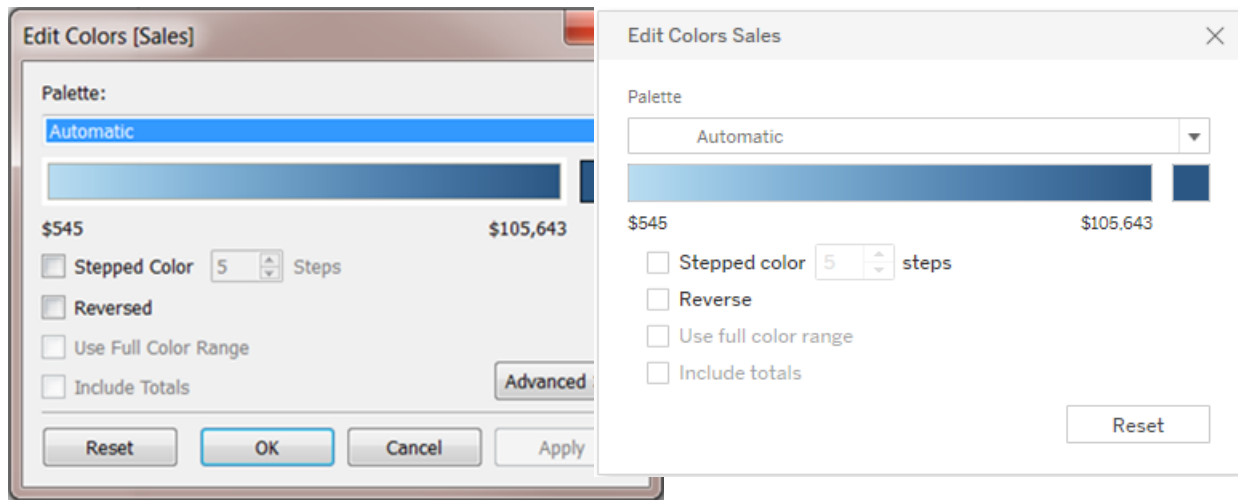 Edit Colors [Sales]
Palette:
Automatic
$545 $105,643
Stepped Color 5 Steps
Reversed
Use Full Color Range
Include Totals
Advanced
Reset OK Cancel Apply
Edit Colors Sales
Palette
Automatic
$545 $105,643
Stepped color 5 steps
Reverse
Use full color range
Include totals
Reset